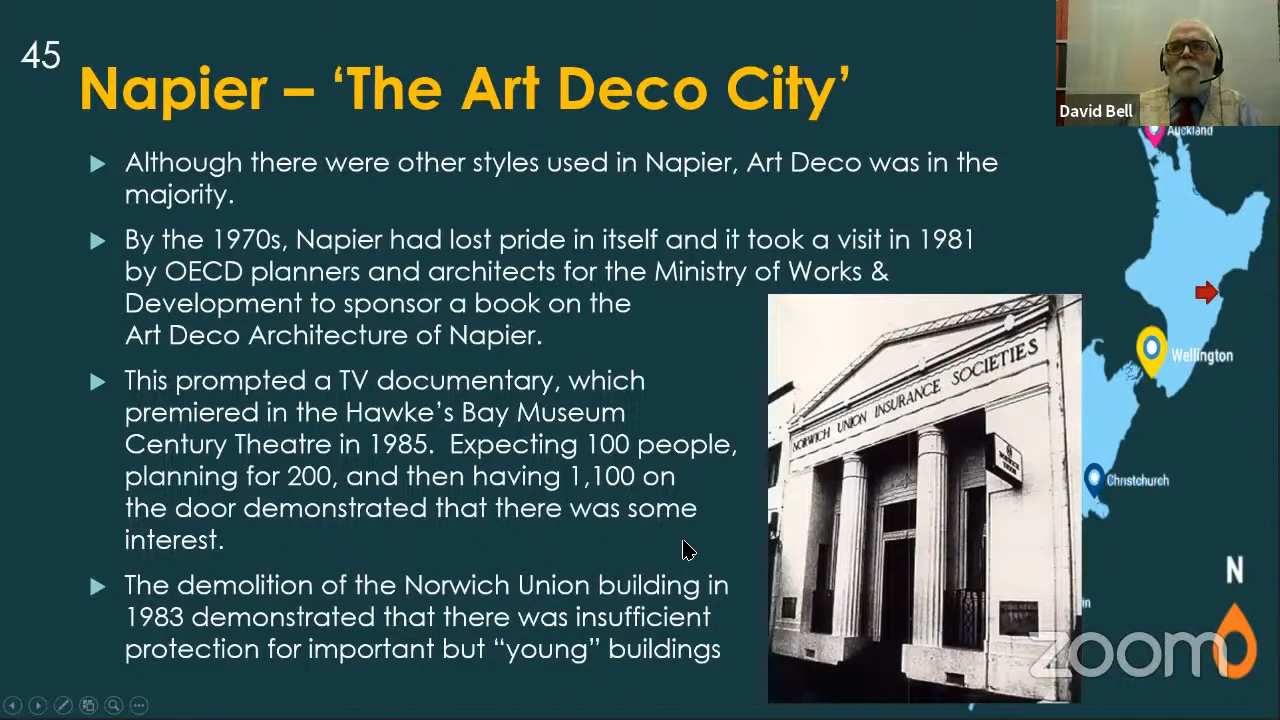 45
Napier – ‘The Art Deco City’
David Bell
Auckland
Although there were other styles used in Napier, Art Deco was in the
majority.
By the 1970s, Napier had lost pride in itself and it took a visit in 1981
by OECD planners and architects for the Ministry of Works &
Development to sponsor a book on the
Art Deco Architecture of Napier.
This prompted a TV documentary, which
premiered in the Hawke’s Bay Museum
Century Theatre in 1985.  Expecting 100 people,
planning for 200, and then having 1,100 on
the door demonstrated that there was some
interest.
The demolition of the Norwich Union building in
1983 demonstrated that there was insufficient
protection for important but “young” buildings
NORWICH UNION INSURANCE SOCIETIES
Wellington
Christchurch
N
zoom